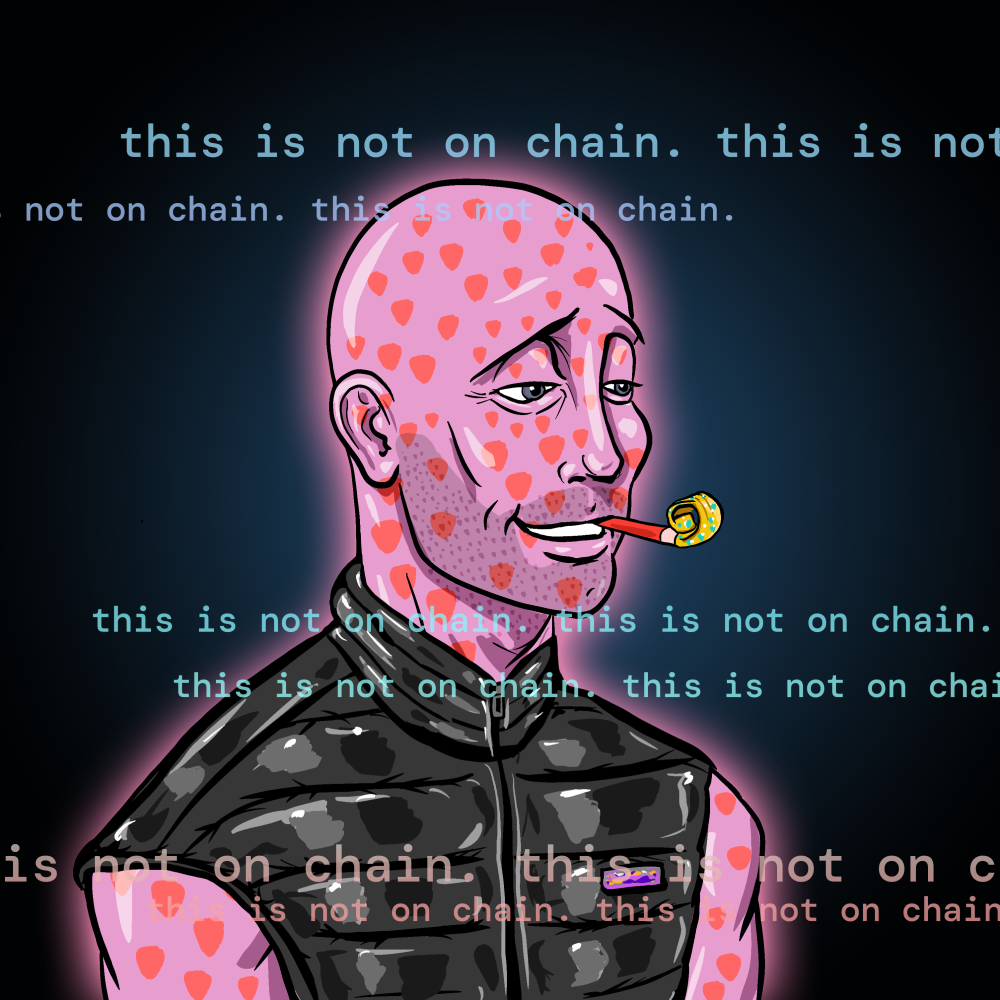 this is not on chain. this is not
not on chain. this is not on chain.
this is not on chain. this is not on chain.
this is not on chain. this is not on chai
is not on chain. this is not on c
this is not on chain. this is not on chain